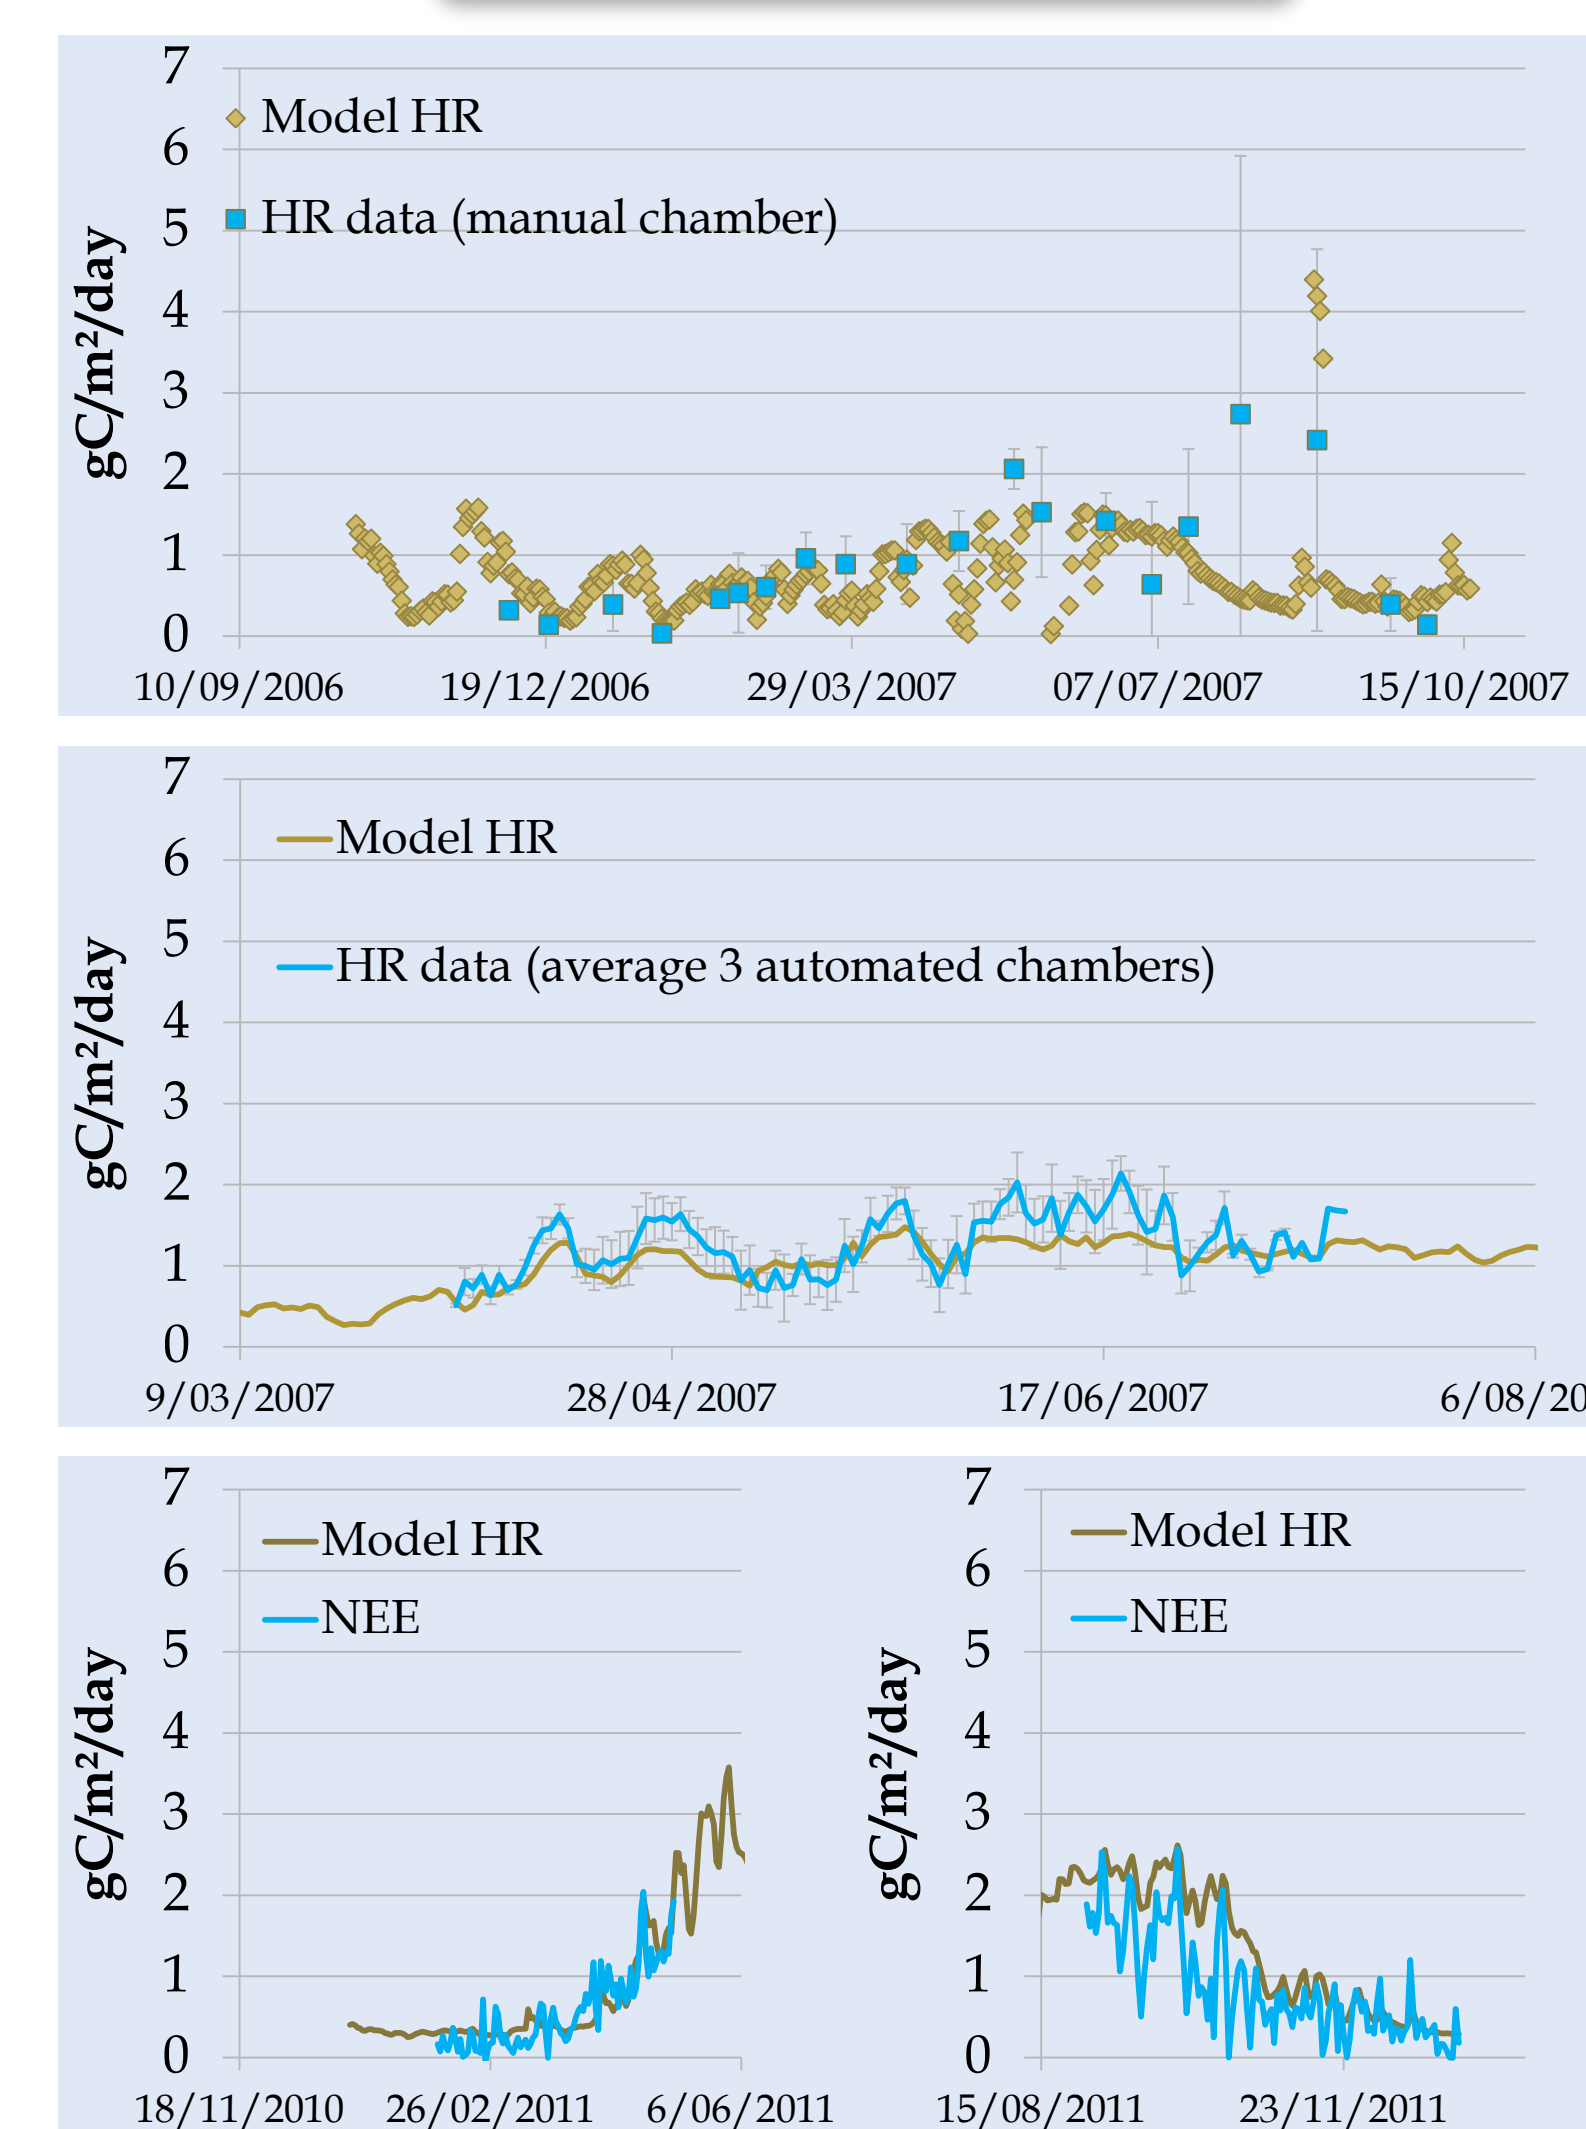 7
Model HR
6
HR data (manual chamber)
5
4
3
2
1
0
gC/m²/day
10/09/2006 19/12/2006 29/03/2007 07/07/2007 15/10/2007
7
Model HR
6
5
HR data (average 3 automated chambers)
4
3
2
1
0
gC/m²/day
9/03/2007 28/04/2007 17/06/2007 6/08/20
7
Model HR
6
NEE
5
4
3
2
1
0
gC/m²/day
18/11/2010 26/02/2011 6/06/2011
7
Model HR
6
NEE
5
4
3
2
1
0
gC/m²/day
15/08/2011 23/11/2011